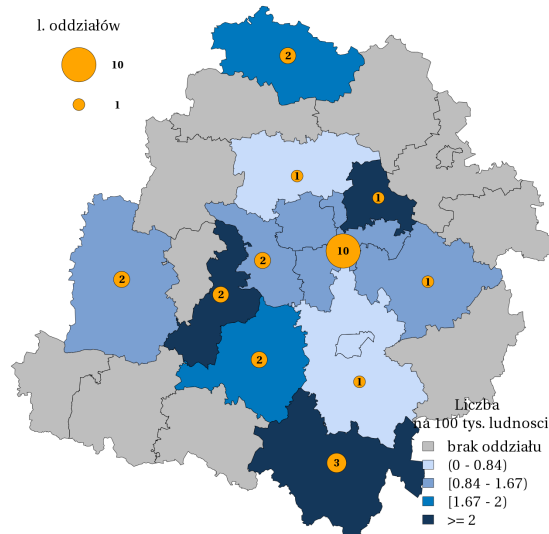 l. oddziałów
10
1
2
1
1
10
2
2
1
2
2
1
3
Liczba
na 100 tys. ludnosci
brak oddziału
(0 - 0.84)
[0.84 - 1.67)
[1.67 - 2)
>= 2